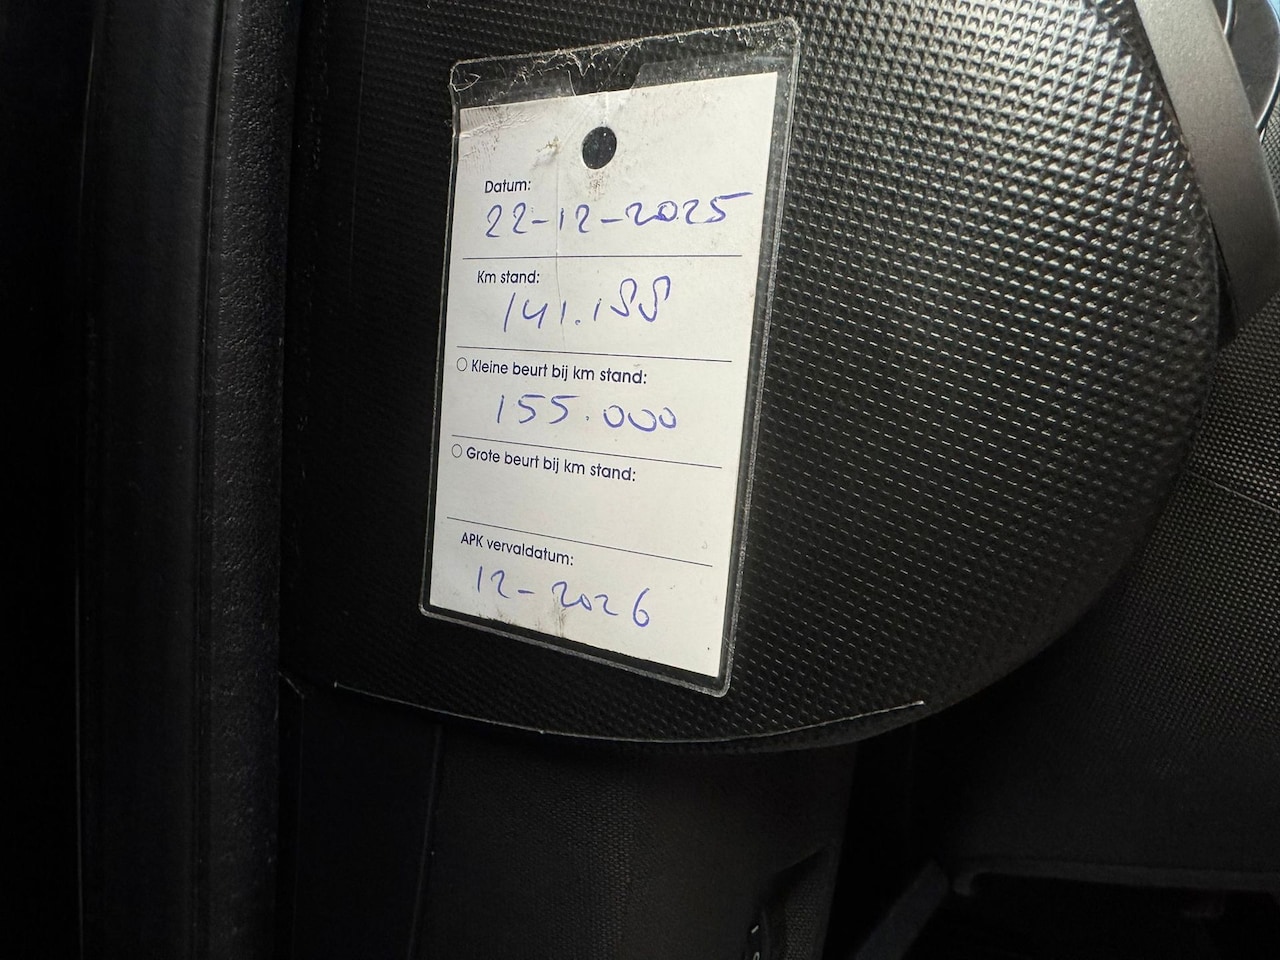 Datum:
22-12-2025
Km stand:
141.188
Kleine beurt bij km stand:
155.000
Grote beurt bij km stand:
APK vervaldatum:
12-2026